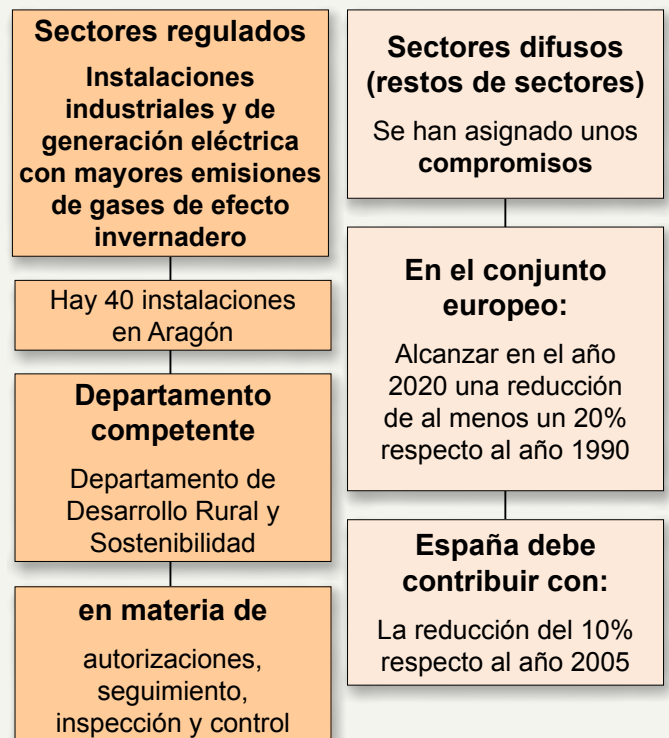 Sectores regulados
Instalaciones
industriales y de
generación eléctrica
con mayores emisiones
de gases de efecto
invernadero
Hay 40 instalaciones
en Aragón
Departamento
competente
Departamento de
Desarrollo Rural y
Sostenibilidad
en materia de
autorizaciones,
seguimiento,
inspección y control
Sectores difusos
(restos de sectores)
Se han asignado unos
compromisos
En el conjunto
europeo:
Alcanzar en el año
2020 una reducción
de al menos un 20%
respecto al año 1990
España debe
contribuir con:
La reducción del 10%
respecto al año 2005